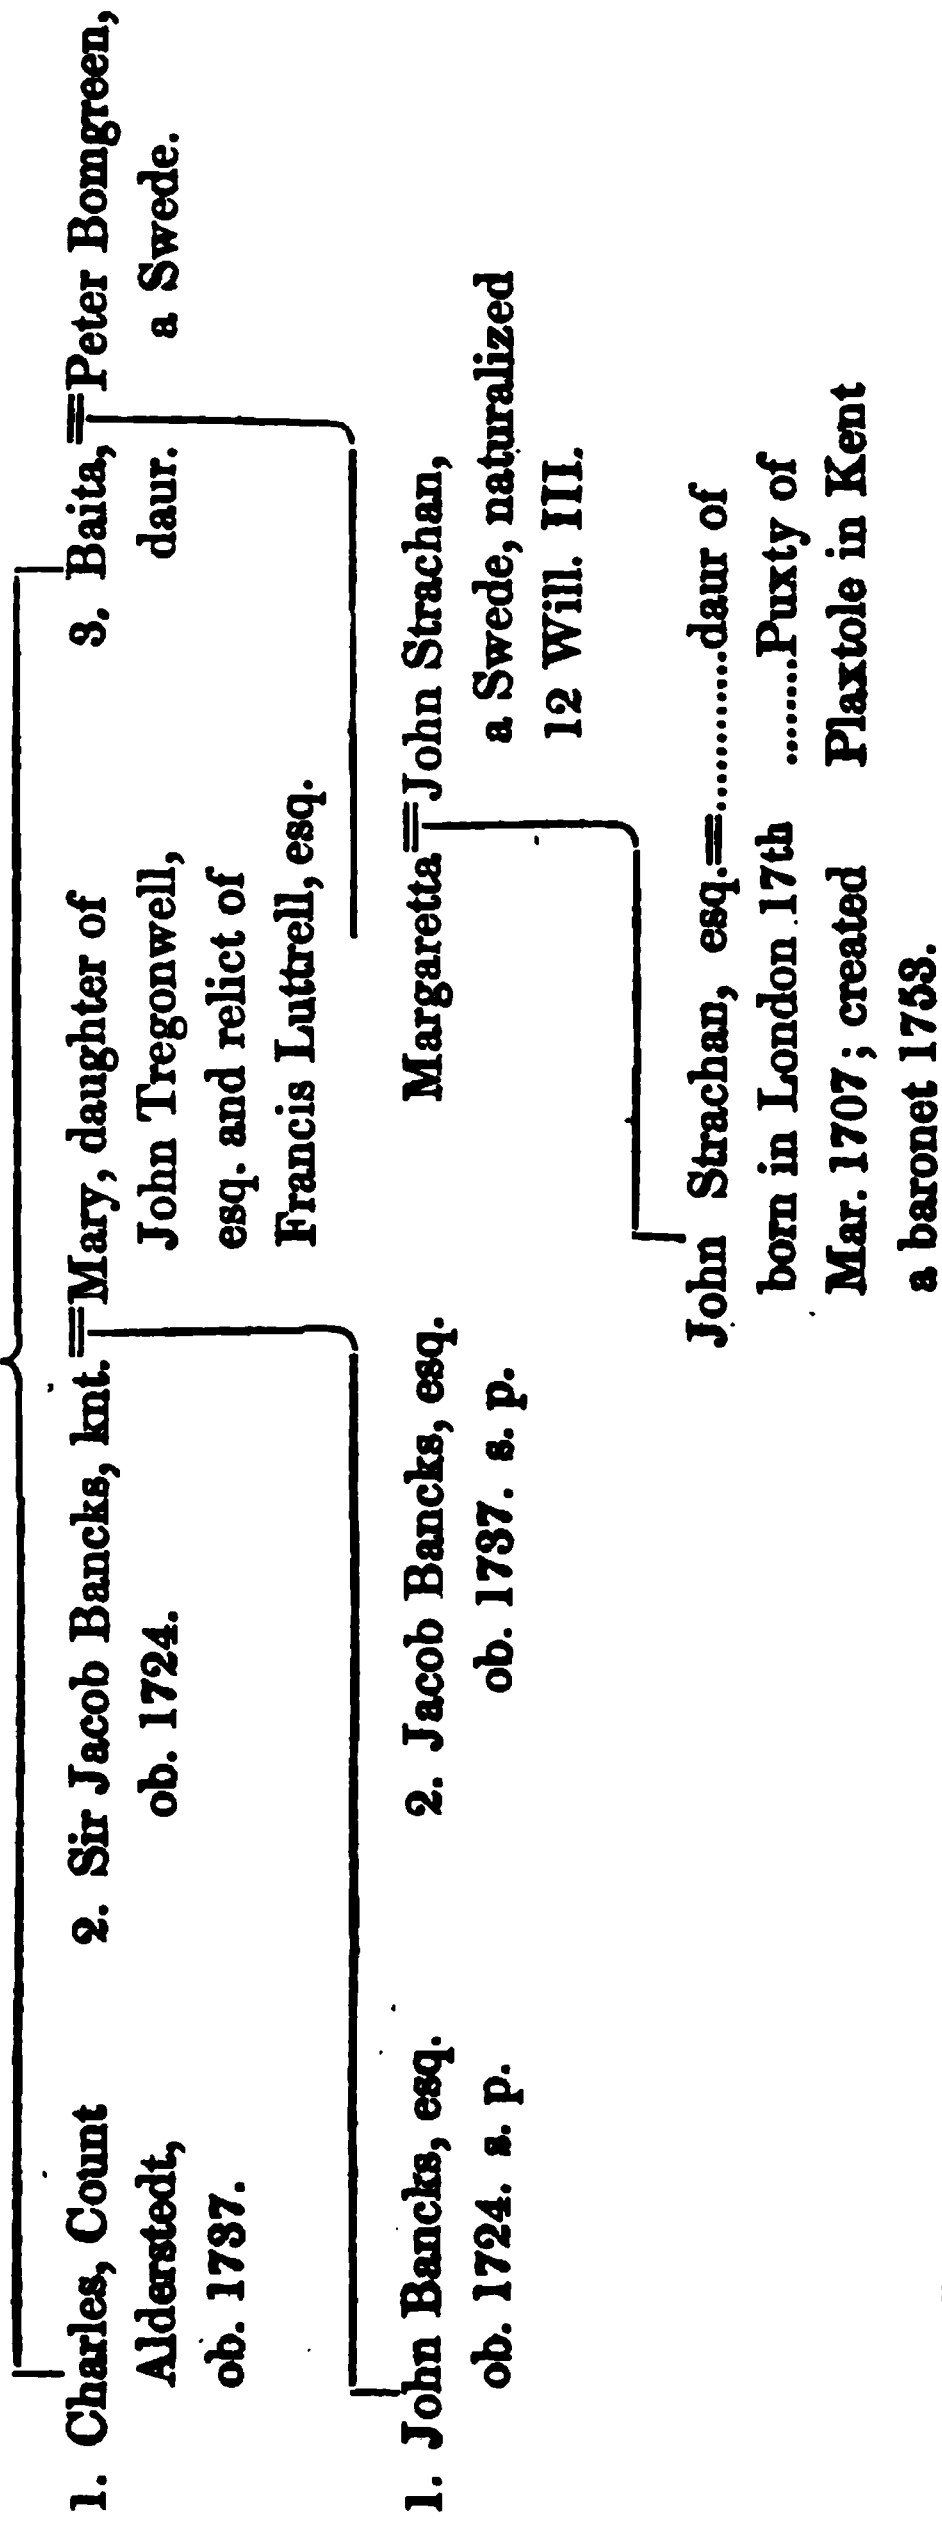 1. Charles, Count
Alderstedt,
ob. 1737.
2. Sir Jacob Bancks, knt.
ob. 1724.
=Mary, daughter of
John Tregonwell,
esq. and relict of
Francis Luttrell, esq.
3. Baita,
daur.
=Peter Bomgreen,
a Swede.
1. John Bancks, esq.
ob. 1724. s. p.
2. Jacob Bancks, esq.
ob. 1737. s. p.
Margaretta
=John Strachan,
a Swede, naturalized
12 Will. III.
John Strachan, esq.
born in London 17th
Mar. 1707; created
a baronet 1753.
=............daur of
.........Puxty of
Plaxtole in Kent